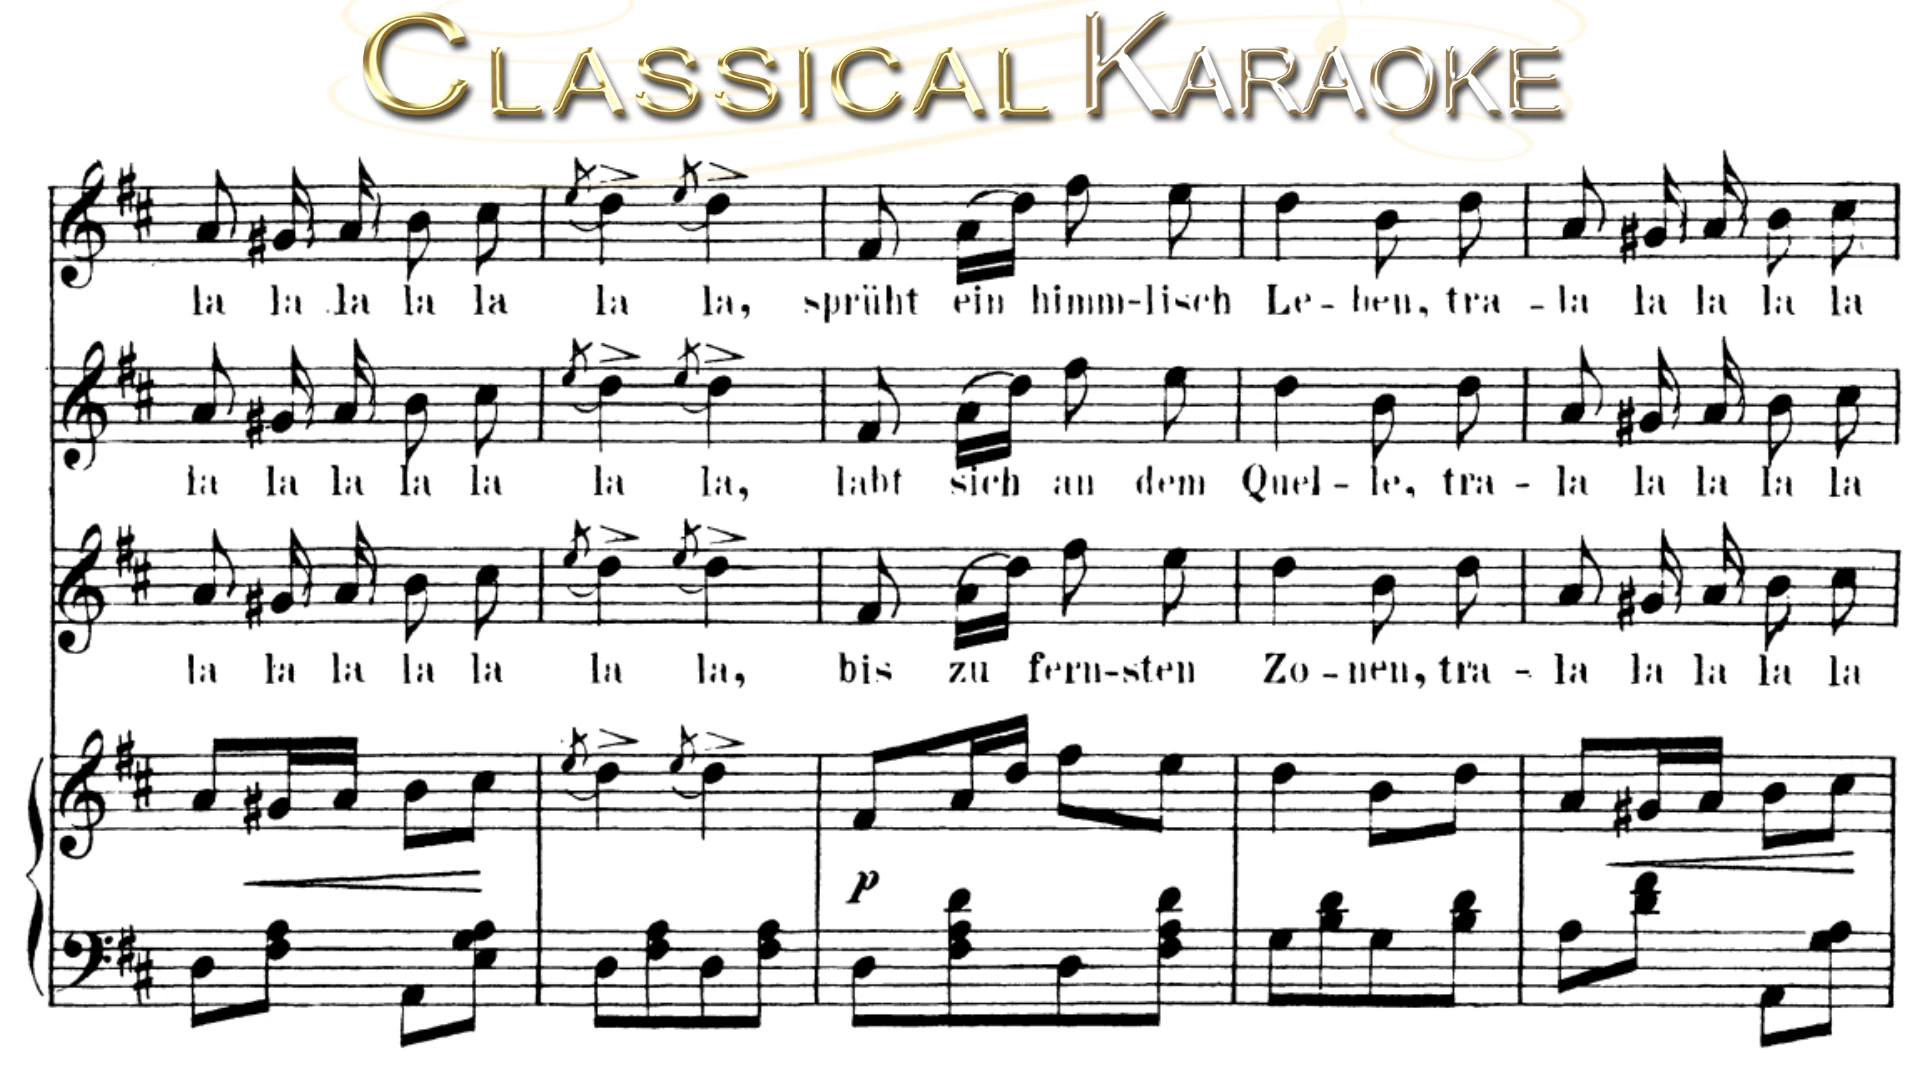 CLASSICAL KARAOKE
la la la la la la la, sprüht ein himm-lisch Le - ben, tra - la la la la la
la la la la la la la, labt sich an dem Quel - le, tra - la la la la la
la la la la la la la, bis zu fern-sten Zo - nen, tra - la la la la la
p